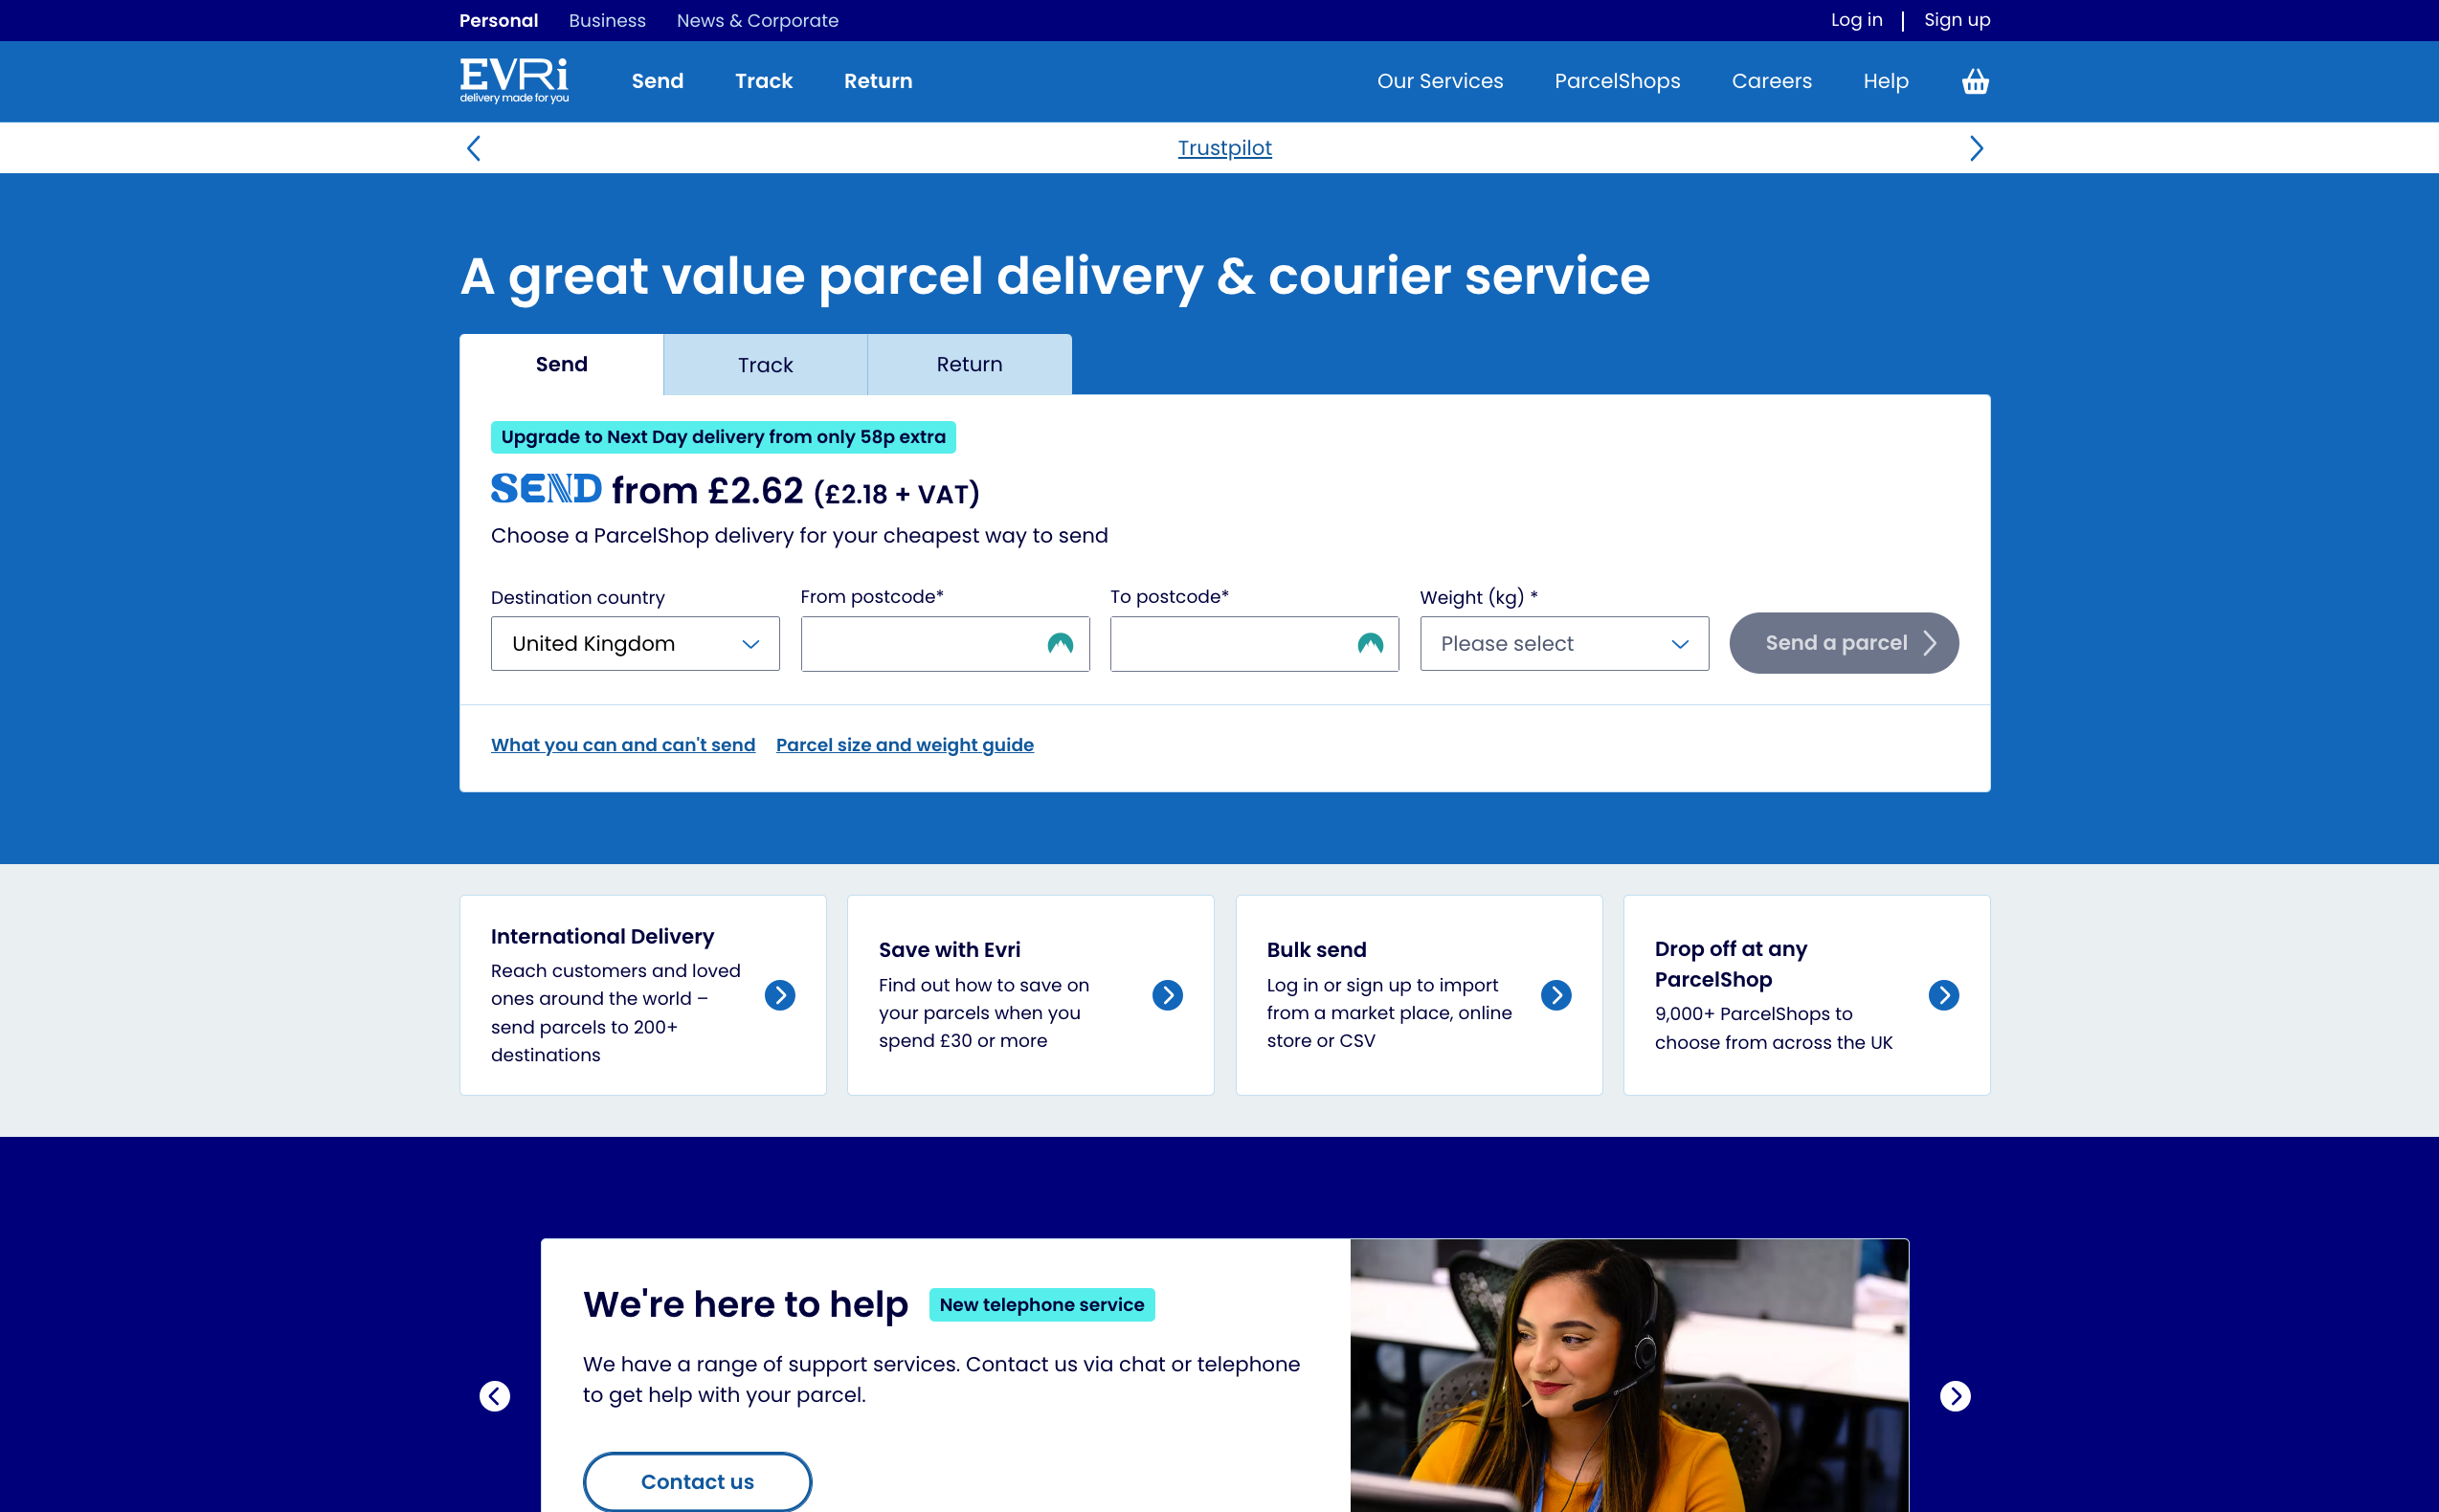 Personal Business News & Corporate Log in | Sign up
EVRi
delivery made for you
Send Track Return Our Services ParcelShops Careers Help
Trustpilot
A great value parcel delivery & courier service
Send Track Return
Upgrade to Next Day delivery from only 58p extra
SEND from £2.62 (£2.18 + VAT)
Choose a ParcelShop delivery for your cheapest way to send
Destination country From postcode* To postcode* Weight (kg) *
United Kingdom Please select Send a parcel
What you can and can't send Parcel size and weight guide
International Delivery
Reach customers and loved
ones around the world –
send parcels to 200+
destinations
Save with Evri
Find out how to save on
your parcels when you
spend £30 or more
Bulk send
Log in or sign up to import
from a market place, online
store or CSV
Drop off at any
ParcelShop
9,000+ ParcelShops to
choose from across the UK
We're here to help New telephone service
We have a range of support services. Contact us via chat or telephone
to get help with your parcel.
Contact us